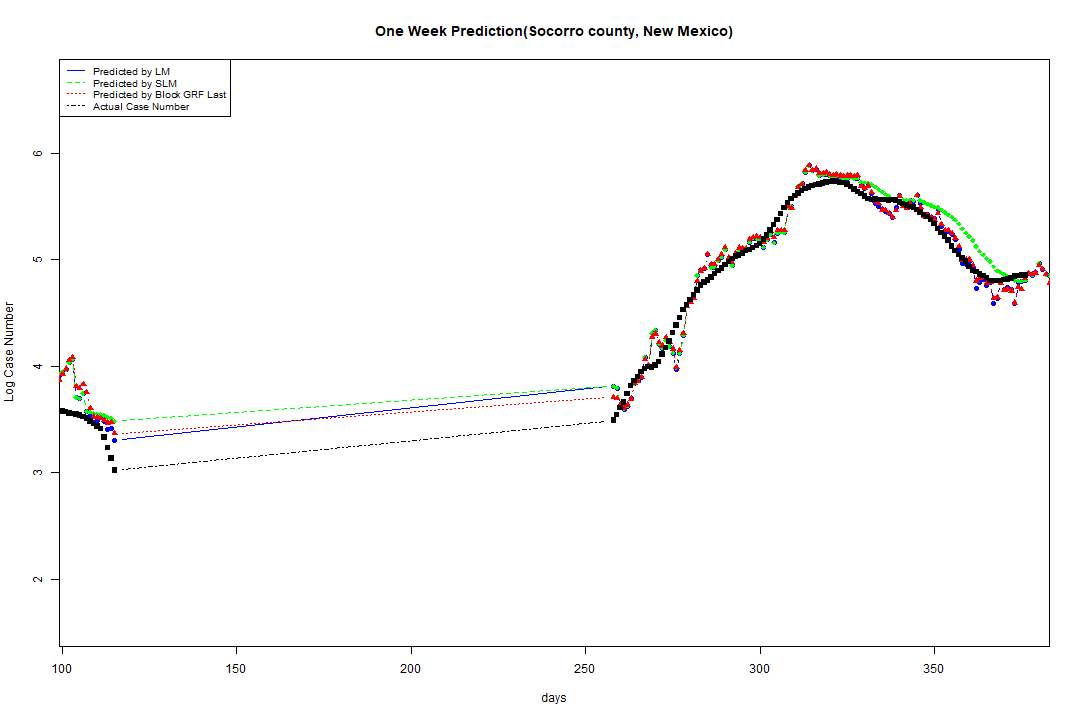 One Week Prediction(Socorro county, New Mexico)
Predicted by LM
Predicted by SLM
Predicted by Block GRF Last
Actual Case Number
Log Case Number
6
5
4
3
2
100 150 200 250 300 350
days